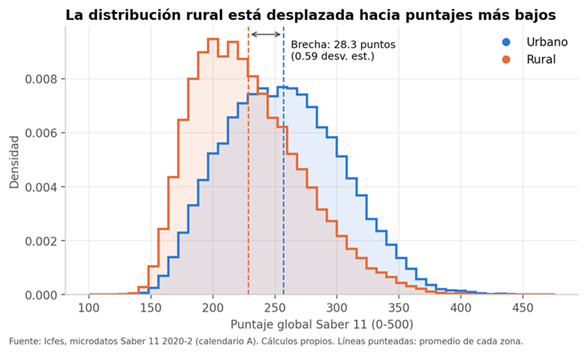 La distribución rural está desplazada hacia puntajes más bajos
Brecha: 28.3 puntos
(0.59 desv. est.)
Urbano
Rural
Densidad
0.008
0.006
0.004
0.002
0.000
100 150 200 250 300 350 400 450
Puntaje global Saber 11 (0-500)
Fuente: Icfes, microdatos Saber 11 2020-2 (calendario A). Cálculos propios. Líneas punteadas: promedio de cada zona.